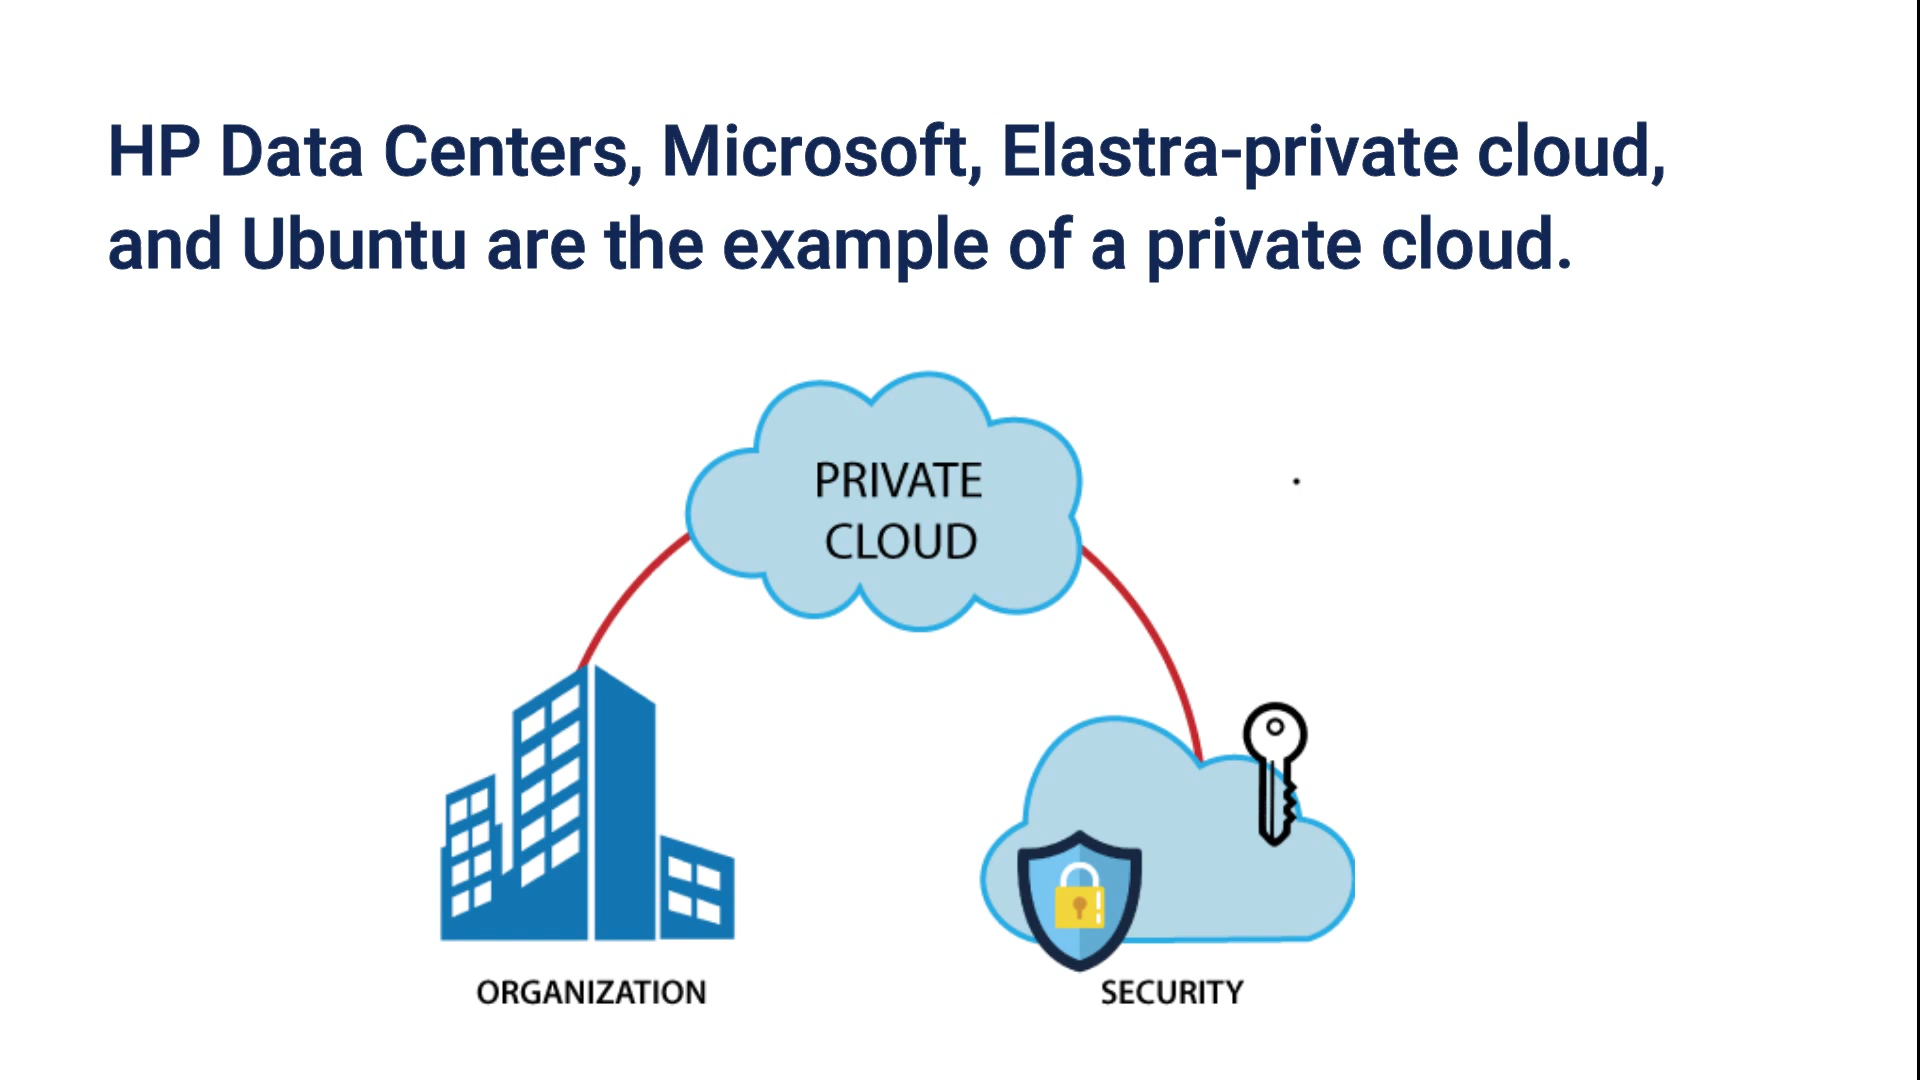 HP Data Centers, Microsoft, Elastra-private cloud,
and Ubuntu are the example of a private cloud.
PRIVATE
CLOUD
ORGANIZATION
SECURITY